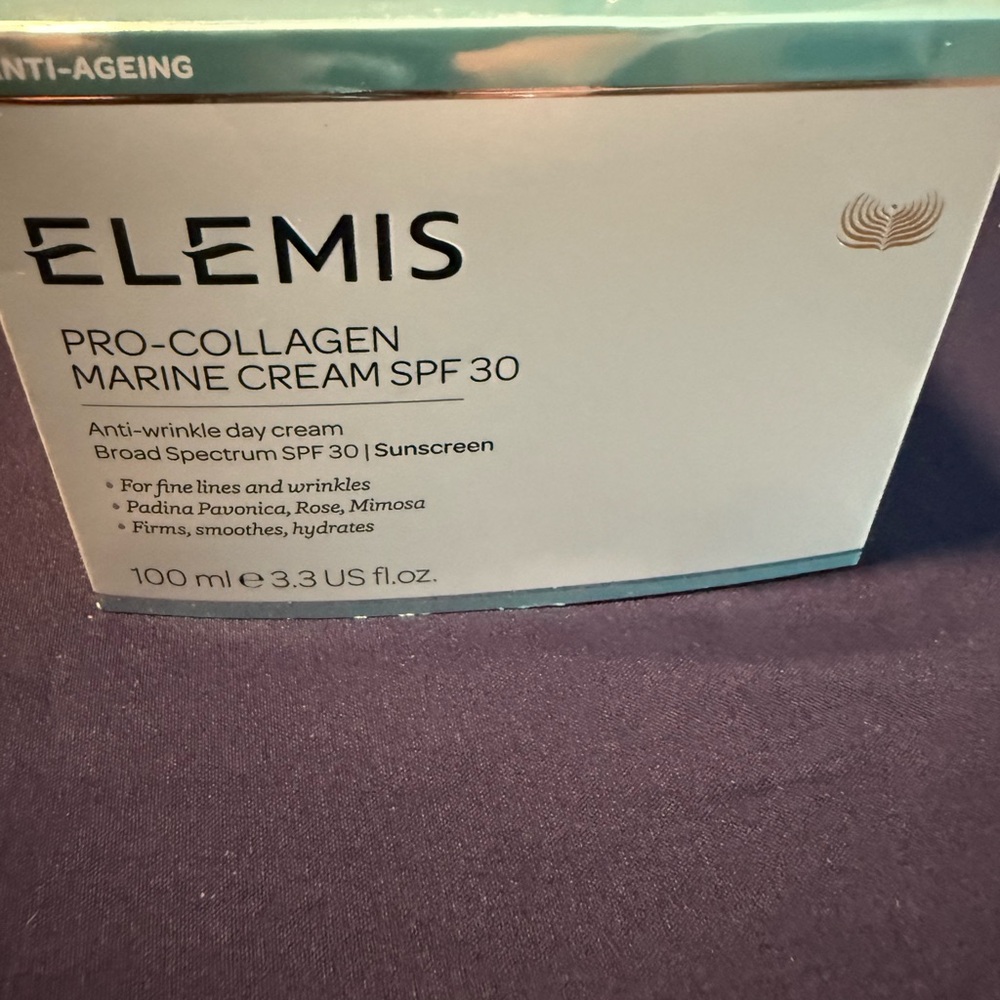 NTI-AGEING
ELEMIS
PRO-COLLAGEN
MARINE CREAM SPF 30
Anti-wrinkle day cream
Broad Spectrum SPF 30 | Sunscreen
• For fine lines and wrinkles
• Padina Pavonica, Rose, Mimosa
• Firms, smoothes, hydrates
100 ml ℮ 3.3 US fl.oz.